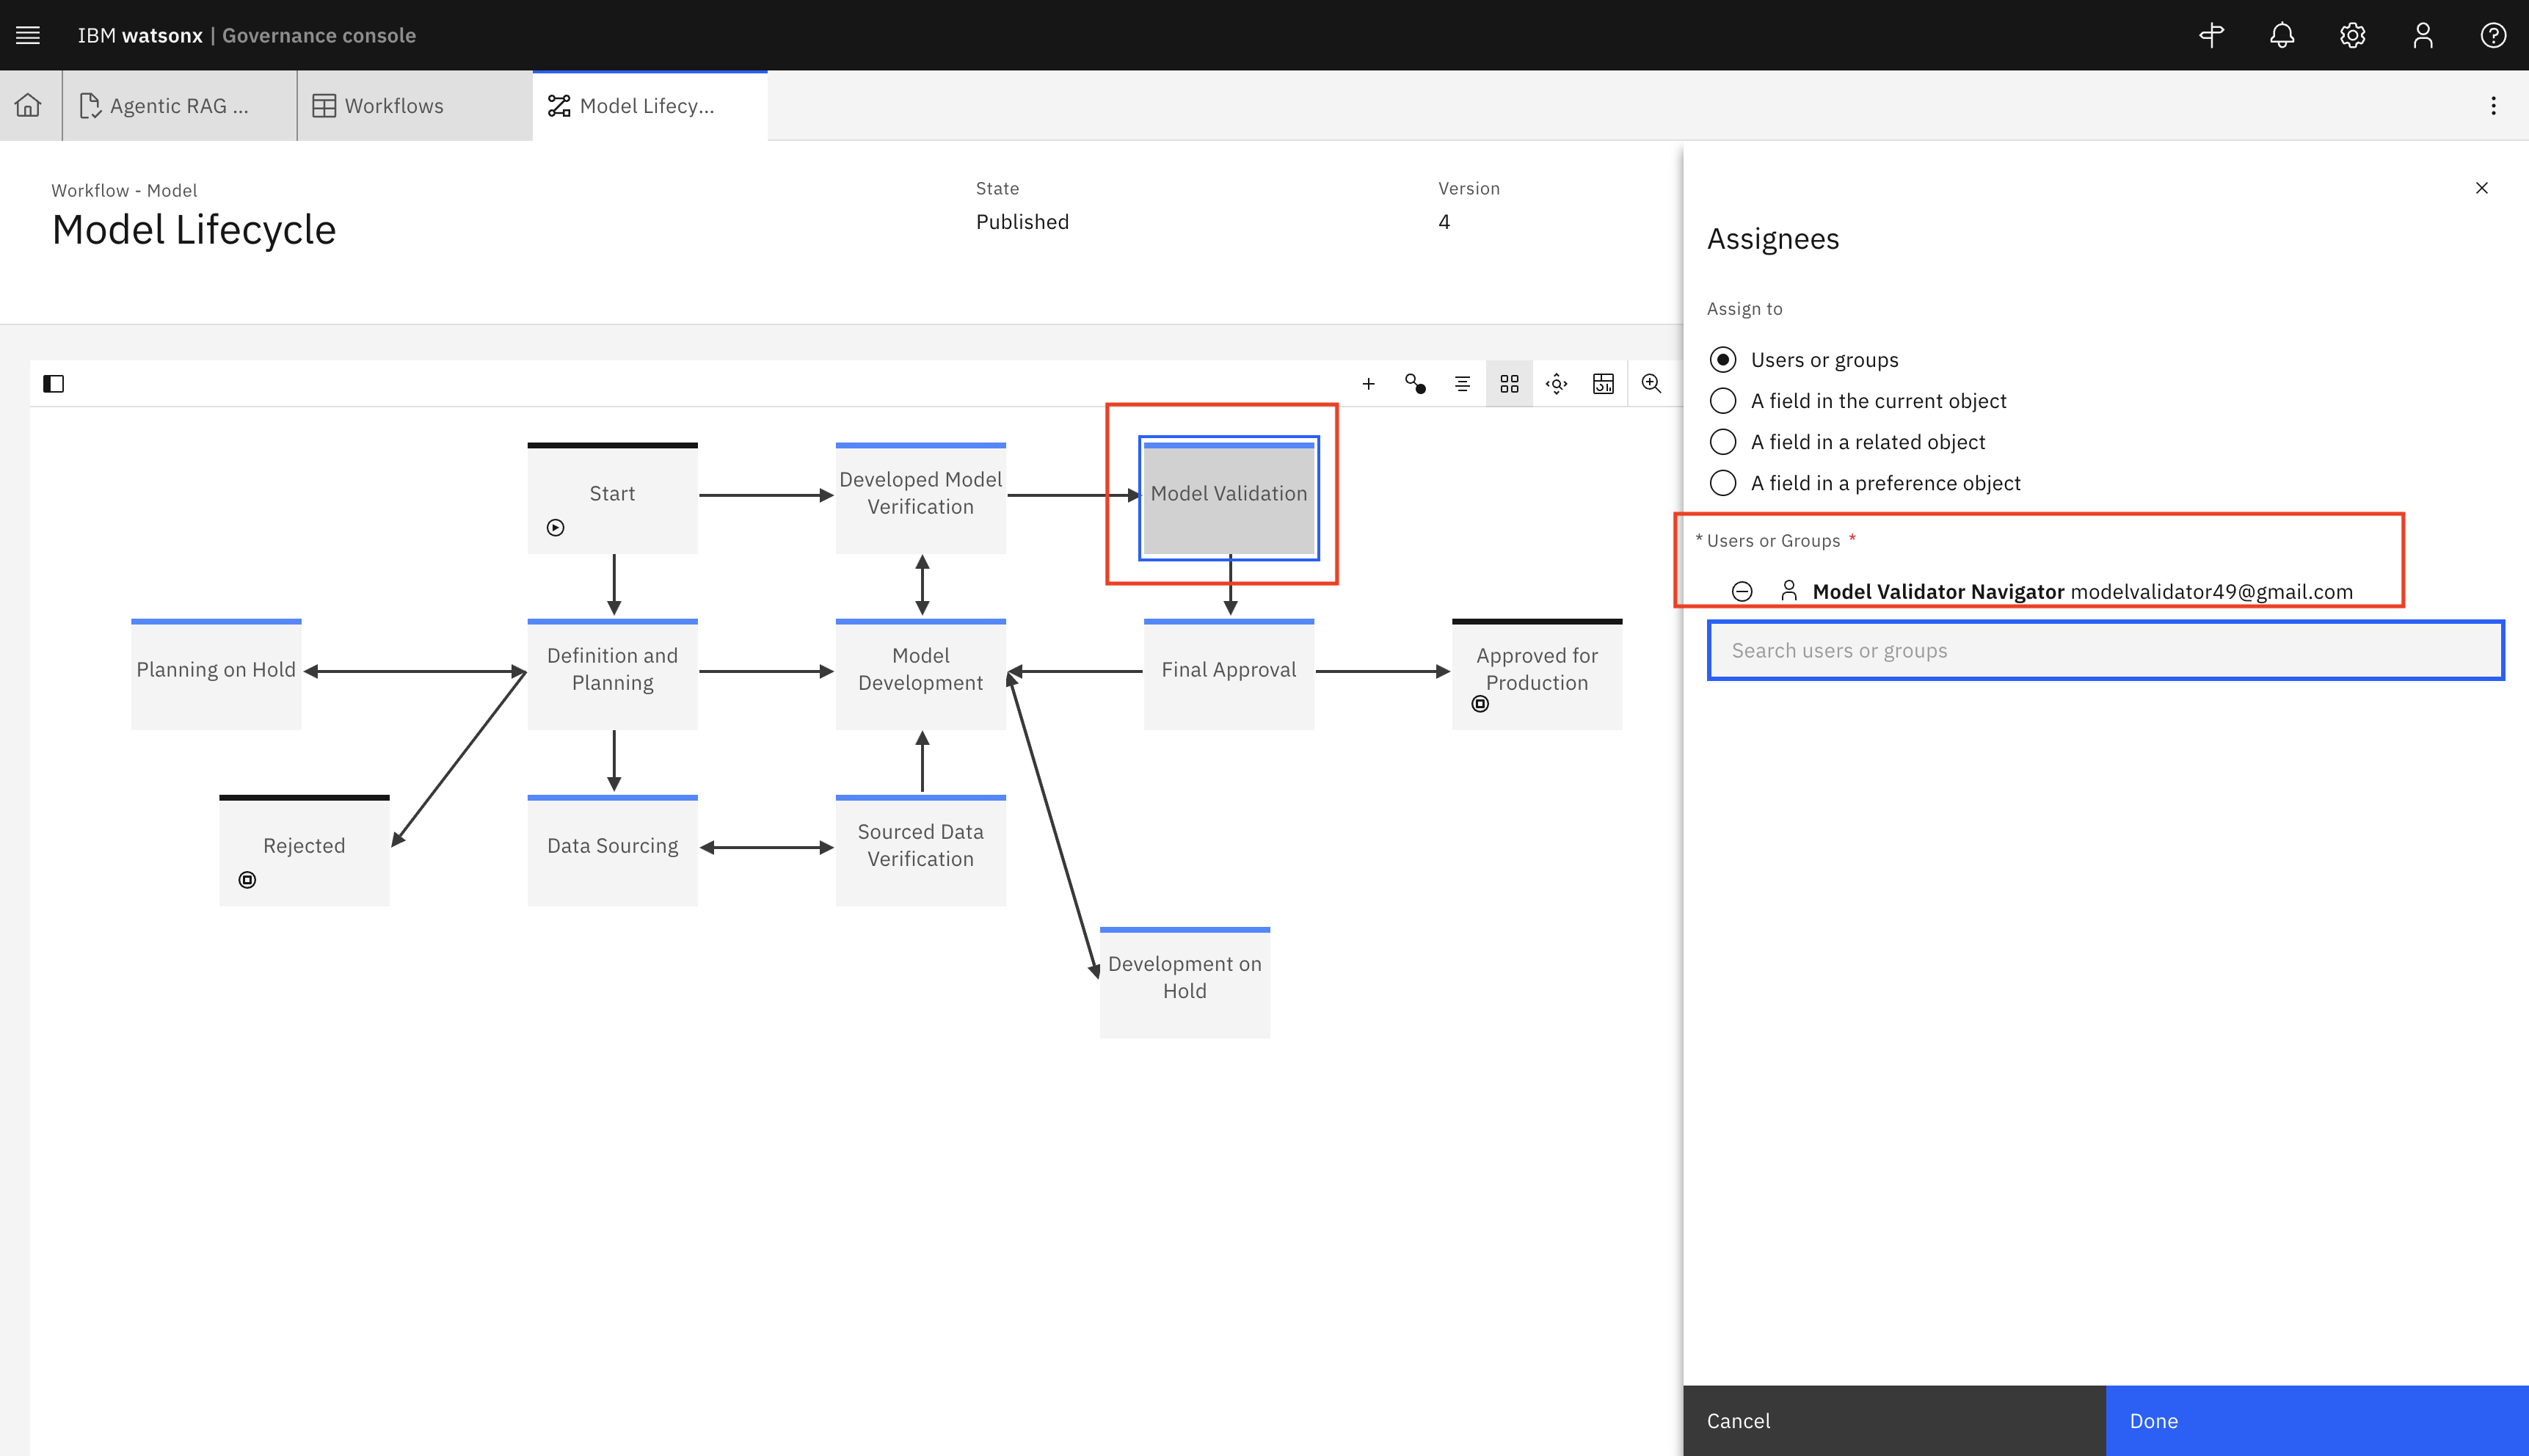 IBM watsonx | Governance console
Agentic RAG ...
Workflows
Model Lifecy...
Workflow - Model
Model Lifecycle
State
Published
Version
4
Start
Developed Model
Verification
Model Validation
Planning on Hold
Definition and
Planning
Model
Development
Final Approval
Approved for
Production
Rejected
Data Sourcing
Sourced Data
Verification
Development on
Hold
Assignees
Assign to
Users or groups
A field in the current object
A field in a related object
A field in a preference object
* Users or Groups *
Model Validator Navigator modelvalidator49@gmail.com
Search users or groups
Cancel
Done